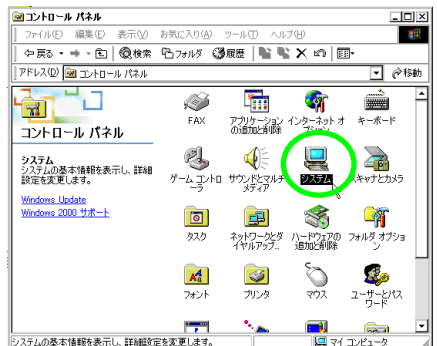 コントロール パネル
ファイル(F) 編集(E) 表示(V) お気に入り(A) ツール(T) ヘルプ(H)
戻る 検索 フォルダ 履歴
アドレス(D) コントロール パネル 移動
コントロール パネル
システム
システムの基本情報を表示し、詳細
設定を変更します。
Windows Update
Windows 2000 サポート
FAX
アプリケーション
の追加と削除
インターネット オ
プション
キーボード
ゲーム コントロ
ーラ
サウンドとマルチ
メディア
システム
スキャナとカメラ
タスク
ネットワークとダ
イヤルアップ...
ハードウェアの
追加と削除
フォルダ オプショ
ン
フォント
プリンタ
マウス
ユーザーとパス
ワード
システムの基本情報を表示し、詳細設定を変更します。
マイ コンピュータ